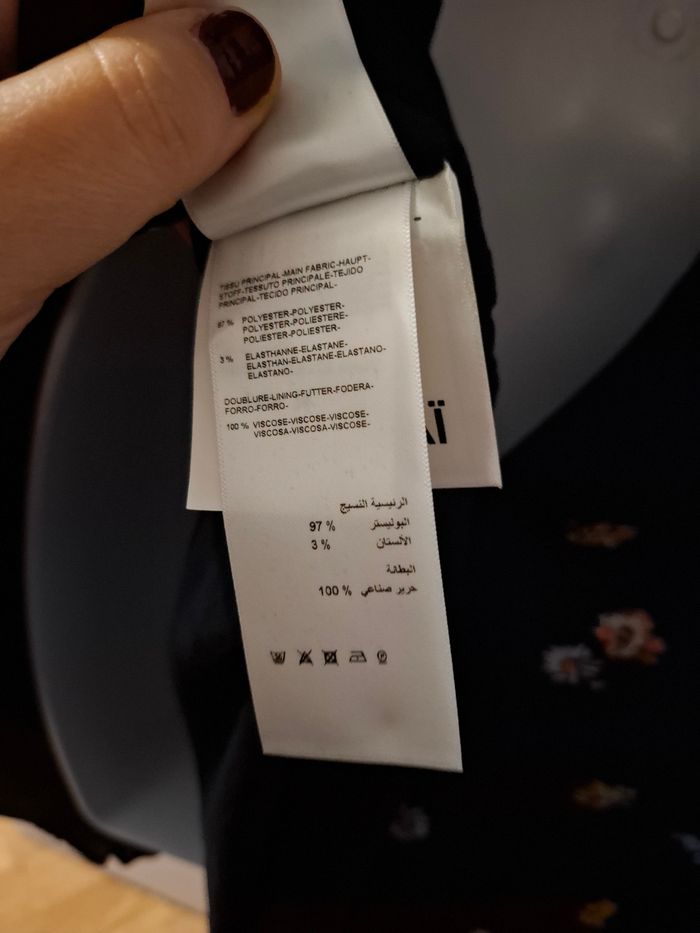 TISSU PRINCIPAL-MAIN FABRIC-HAUPT-
STOFF-TESSUTO PRINCIPALE-TEJIDO
PRINCIPAL-TECIDO PRINCIPAL-
97 % POLYESTER-POLYESTER-
POLYESTER-POLIESTERE-
POLIESTER-POLIESTER-
3 % ELASTHANNE-ELASTANE-
ELASTHAN-ELASTANE-ELASTANO-
ELASTANO-
DOUBLURE-LINING-FUTTER-FODERA-
FORRO-FORRO-
100 % VISCOSE-VISCOSE-VISCOSE-
VISCOSA-VISCOSA-VISCOSE-
الرئيسية النسيج
البوليستر 97 %
الألستان 3 %
البطانة
حرير صناعي 100 %